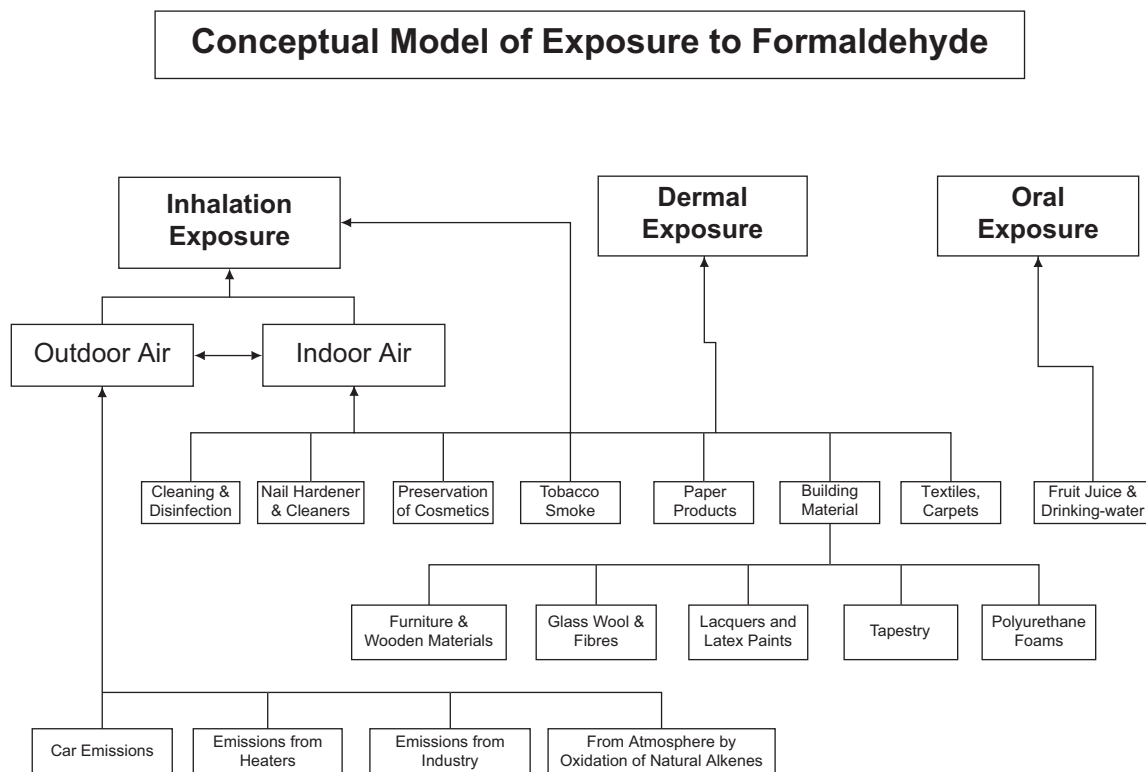 Conceptual Model of Exposure to Formaldehyde
Inhalation
Exposure
Dermal
Exposure
Oral
Exposure
Outdoor Air
Indoor Air
Cleaning &
Disinfection
Nail Hardener
& Cleaners
Preservation
of Cosmetics
Tobacco
Smoke
Paper
Products
Building
Material
Textiles,
Carpets
Fruit Juice &
Drinking-water
Furniture &
Wooden Materials
Glass Wool &
Fibres
Lacquers and
Latex Paints
Tapestry
Polyurethane
Foams
Car Emissions
Emissions from
Heaters
Emissions from
Industry
From Atmosphere by
Oxidation of Natural Alkenes